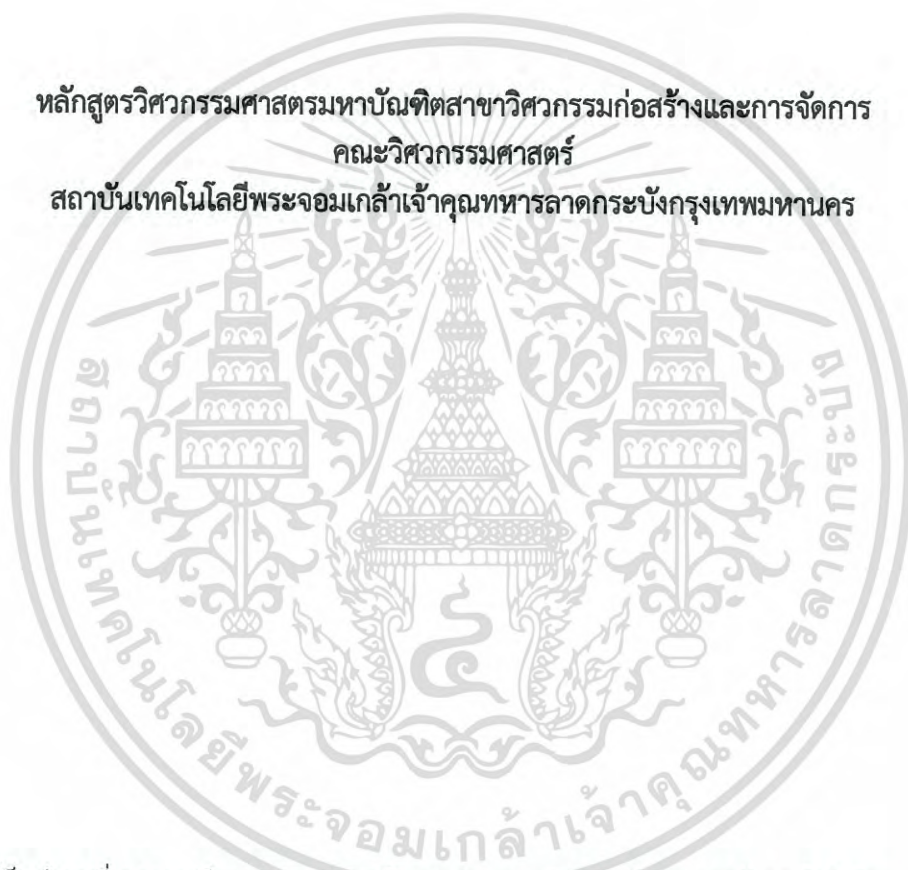 หลักสูตรวิศวกรรมศาสตรมหาบัณฑิตสาขาวิศวกรรมก่อสร้างและการจัดการ
คณะวิศวกรรมศาสตร์
สถาบันเทคโนโลยีพระจอมเกล้าเจ้าคุณทหารลาดกระบังกรุงเทพมหานคร
สถาบันเทคโนโลยีพระจอมเกล้าเจ้าคุณทหารลาดกระบัง
๔